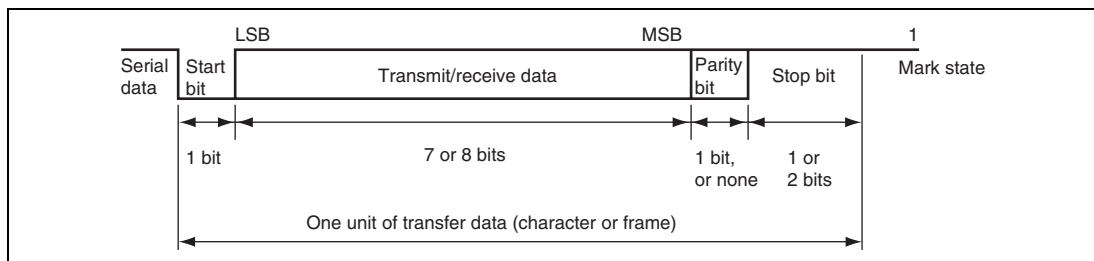 LSB
MSB
1
Serial
data
Start
bit
Transmit/receive data
Parity
bit
Stop bit
Mark state
1 bit
7 or 8 bits
1 bit,
or none
1 or
2 bits
One unit of transfer data (character or frame)